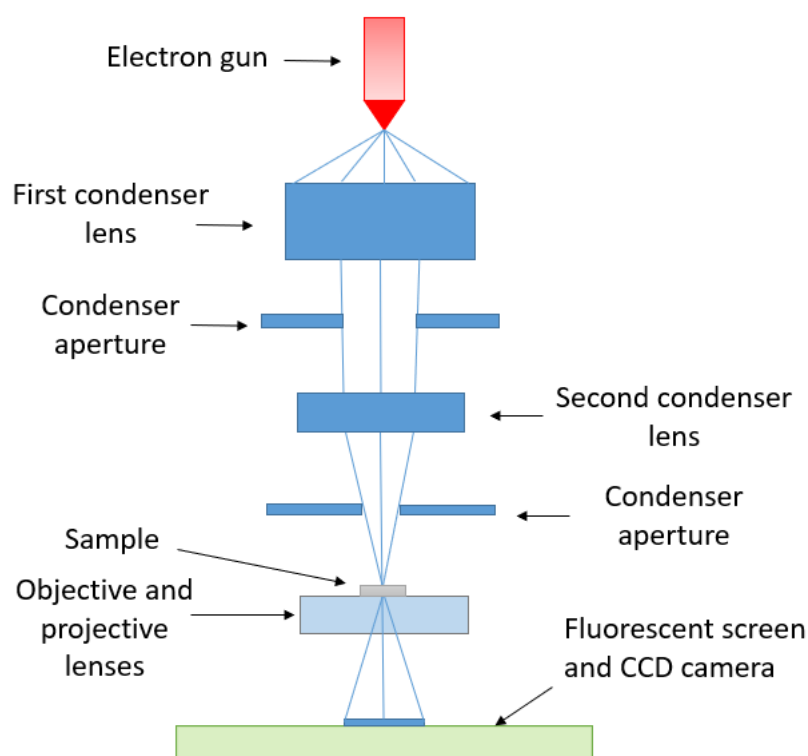 Electron gun
First condenser
lens
Condenser
aperture
Second condenser
lens
Condenser
aperture
Sample
Objective and
projective
lenses
Fluorescent screen
and CCD camera